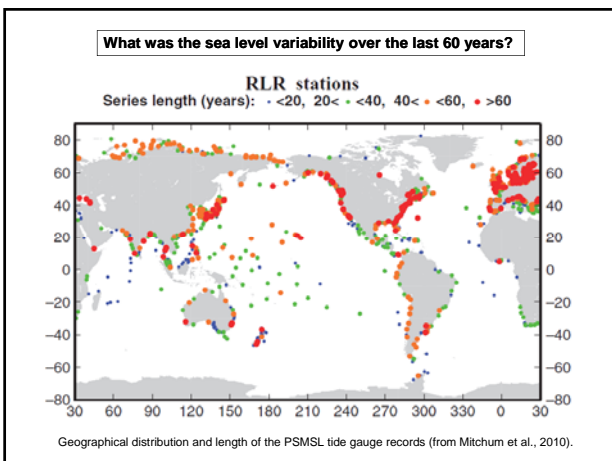 What was the sea level variability over the last 60 years?
RLR stations
Series length (years): • <20, 20< • <40, 40< • <60, • >60
80 80
60 60
40 40
20 20
0 0
−20 −20
−40 −40
−60 −60
−80 −80
30 60 90 120 150 180 210 240 270 300 330 0 30
Geographical distribution and length of the PSMSL tide gauge records (from Mitchum et al., 2010).